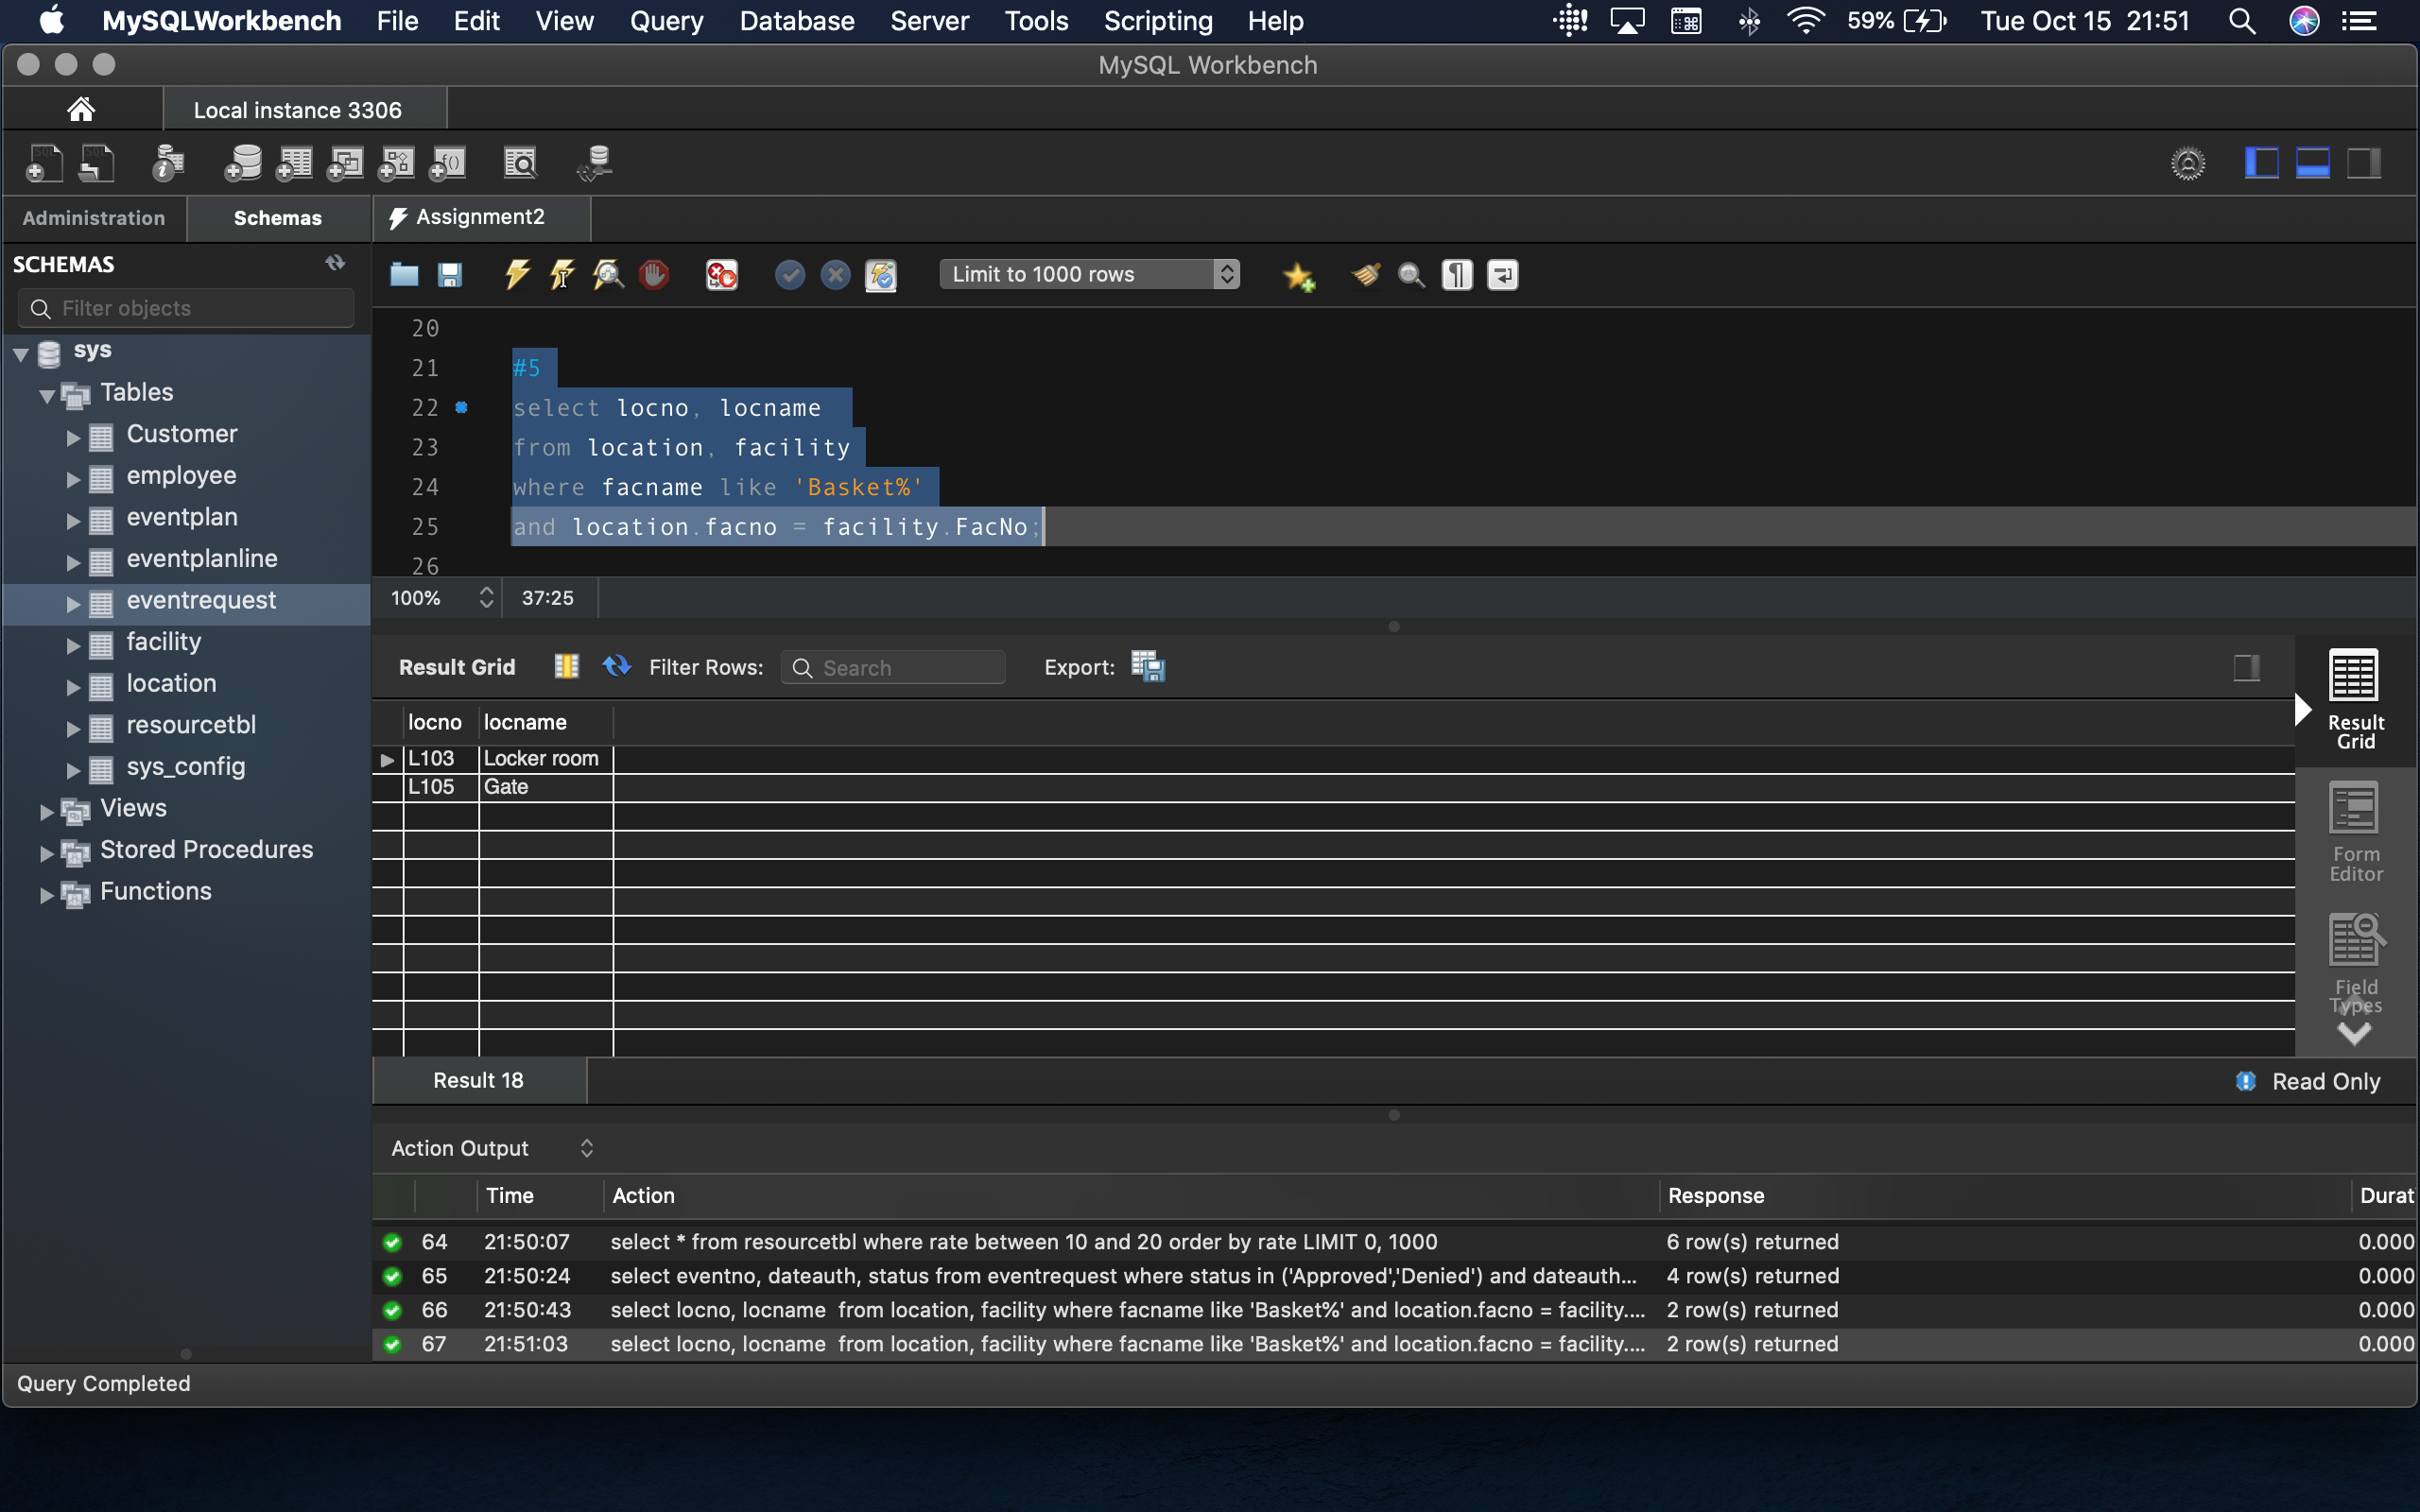 MySQLWorkbench File Edit View Query Database Server Tools Scripting Help 59% Tue Oct 15 21:51
MySQL Workbench
Local instance 3306
Administration Schemas Assignment2
SCHEMAS
Limit to 1000 rows
Filter objects
sys
Tables
Customer
employee
eventplan
eventplanline
eventrequest
facility
location
resourcetbl
sys_config
Views
Stored Procedures
Functions
20
21 #5
22 select locno, locname
23 from location, facility
24 where facname like 'Basket%'
25 and location.facno = facility.FacNo;
26
100% 37:25
Result Grid Filter Rows: Search Export:
locno locname
L103 Locker room
L105 Gate
Result
Grid
Form
Editor
Field
Types
Result 18 Read Only
Action Output
Time Action Response Durat
64 21:50:07 select * from resourcetbl where rate between 10 and 20 order by rate LIMIT 0, 1000 6 row(s) returned 0.000
65 21:50:24 select eventno, dateauth, status from eventrequest where status in ('Approved','Denied') and dateauth... 4 row(s) returned 0.000
66 21:50:43 select locno, locname from location, facility where facname like 'Basket%' and location.facno = facility.... 2 row(s) returned 0.000
67 21:51:03 select locno, locname from location, facility where facname like 'Basket%' and location.facno = facility.... 2 row(s) returned 0.000
Query Completed